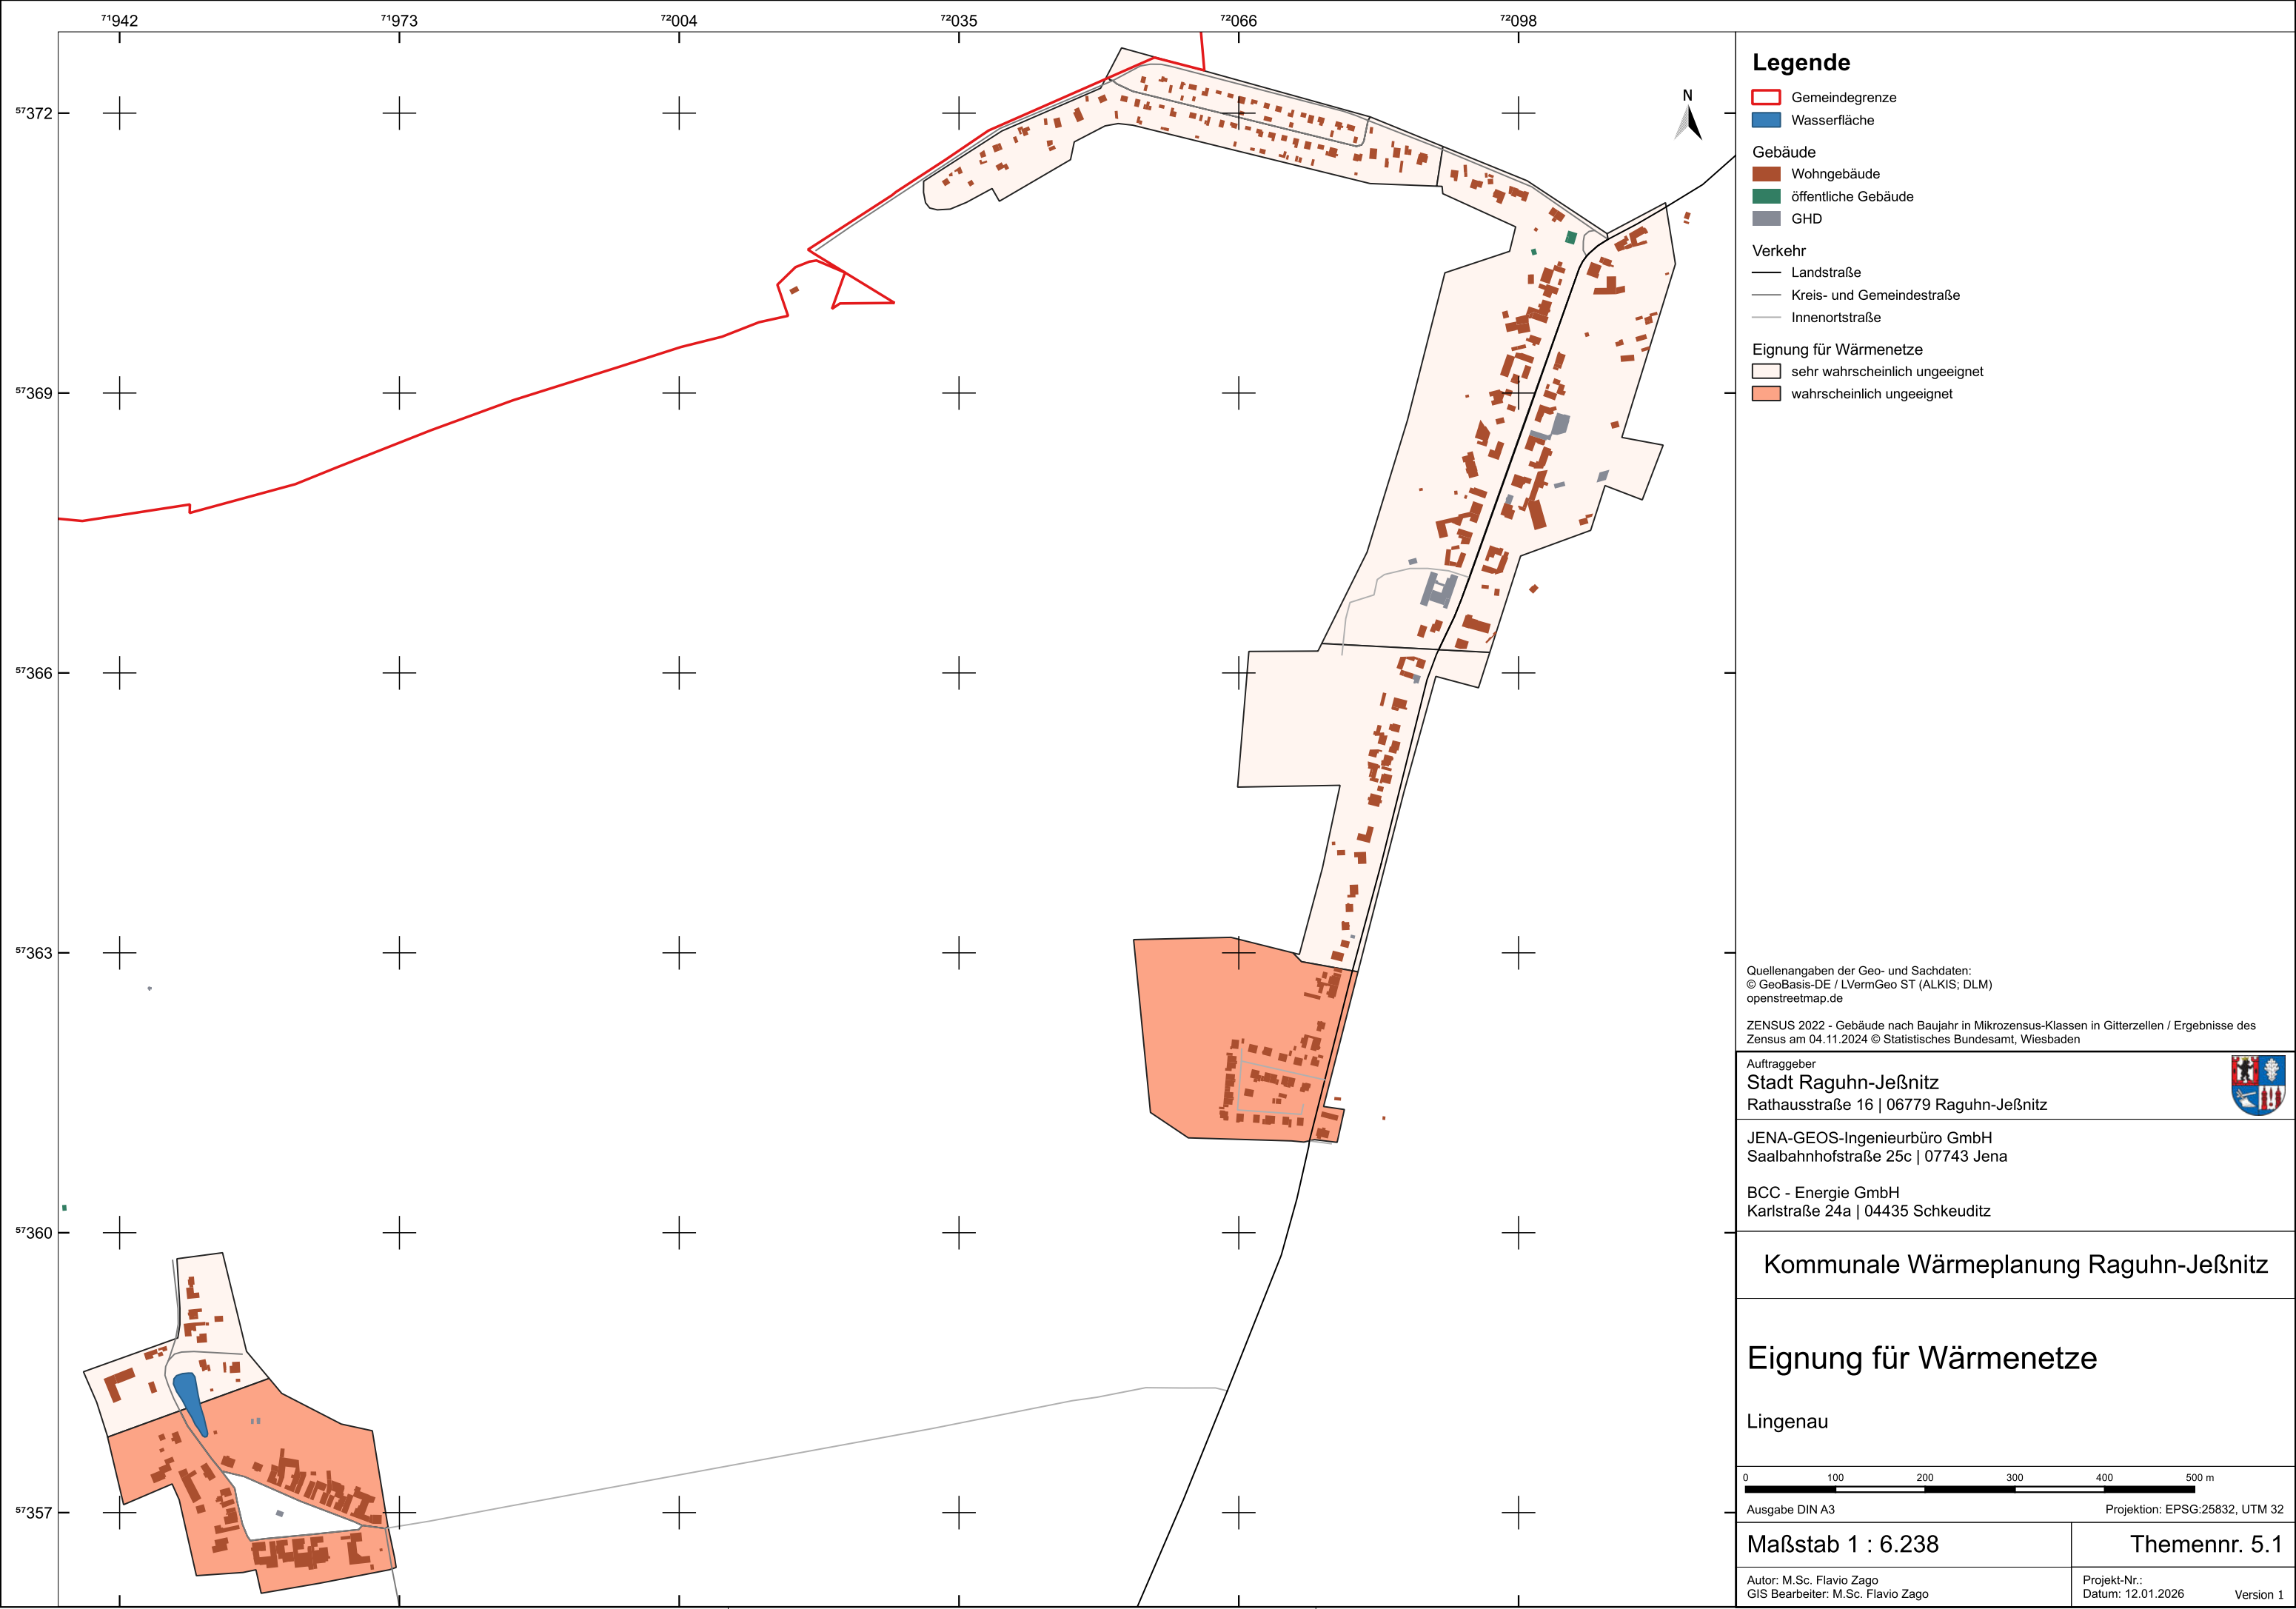 71942 71973 72004 72035 72066 72098
57372
57369
57366
57363
57360
57357
N
Legende
Gemeindegrenze
Wasserfläche
Gebäude
Wohngebäude
öffentliche Gebäude
GHD
Verkehr
Landstraße
Kreis- und Gemeindestraße
Innenortstraße
Eignung für Wärmenetze
sehr wahrscheinlich ungeeignet
wahrscheinlich ungeeignet
Quellenangaben der Geo- und Sachdaten:
© GeoBasis-DE / LVermGeo ST (ALKIS; DLM)
openstreetmap.de
ZENSUS 2022 - Gebäude nach Baujahr in Mikrozensus-Klassen in Gitterzellen / Ergebnisse des
Zensus am 04.11.2024 © Statistisches Bundesamt, Wiesbaden
Auftraggeber
Stadt Raguhn-Jeßnitz
Rathausstraße 16 | 06779 Raguhn-Jeßnitz
JENA-GEOS-Ingenieurbüro GmbH
Saalbahnhofstraße 25c | 07743 Jena
BCC - Energie GmbH
Karlstraße 24a | 04435 Schkeuditz
Kommunale Wärmeplanung Raguhn-Jeßnitz
Eignung für Wärmenetze
Lingenau
0 100 200 300 400 500 m
Ausgabe DIN A3 Projektion: EPSG:25832, UTM 32
Maßstab 1 : 6.238 Themennr. 5.1
Autor: M.Sc. Flavio Zago Projekt-Nr.:
GIS Bearbeiter: M.Sc. Flavio Zago Datum: 12.01.2026 Version 1